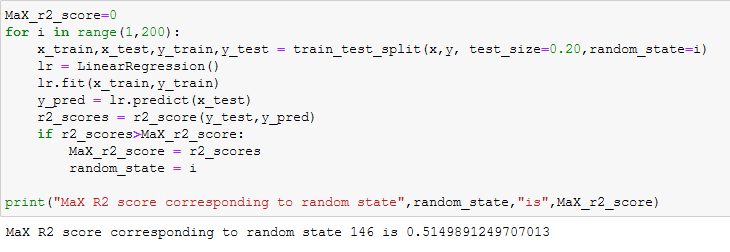 MaX_r2_score=0
for i in range(1,200):
    x_train,x_test,y_train,y_test = train_test_split(x,y, test_size=0.20,random_state=i)
    lr = LinearRegression()
    lr.fit(x_train,y_train)
    y_pred = lr.predict(x_test)
    r2_scores = r2_score(y_test,y_pred)
    if r2_scores>MaX_r2_score:
        MaX_r2_score = r2_scores
        random_state = i
print("MaX R2 score corresponding to random state",random_state,"is",MaX_r2_score)
MaX R2 score corresponding to random state 146 is 0.5149891249707013